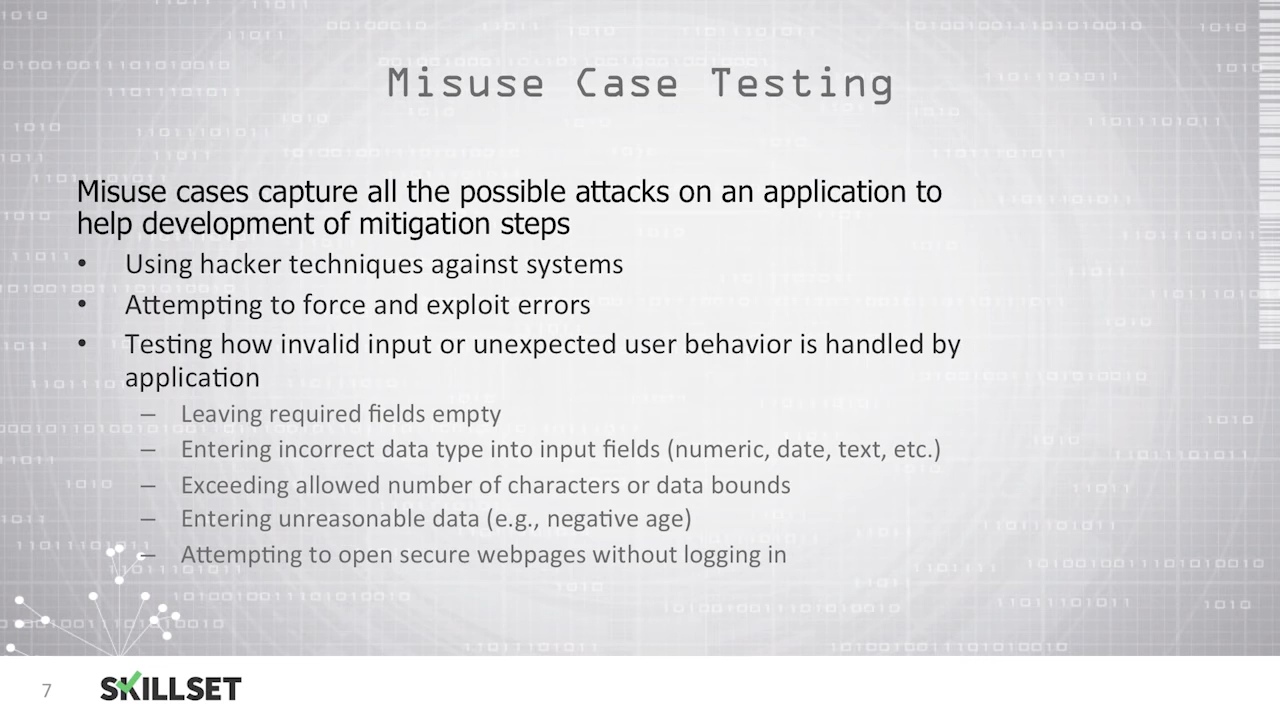 Misuse Case Testing
Misuse cases capture all the possible attacks on an application to
help development of mitigation steps
• Using hacker techniques against systems
• Attempting to force and exploit errors
• Testing how invalid input or unexpected user behavior is handled by
application
– Leaving required fields empty
– Entering incorrect data type into input fields (numeric, date, text, etc.)
– Exceeding allowed number of characters or data bounds
– Entering unreasonable data (e.g., negative age)
– Attempting to open secure webpages without logging in
7
SKILLSET